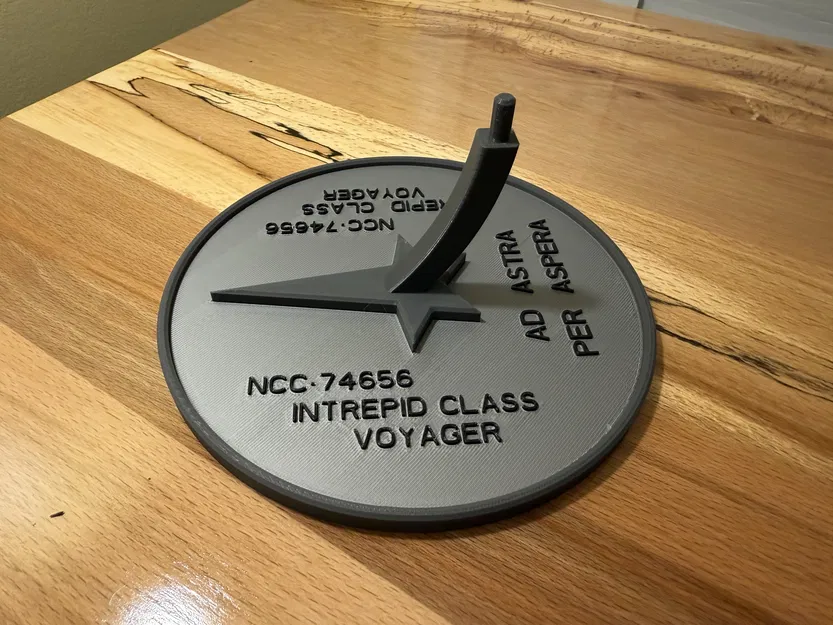 NCC·74656
CLASS
VOYAGER
AD ASTRA
PER ASPERA
NCC·74656
INTREPID CLASS
VOYAGER